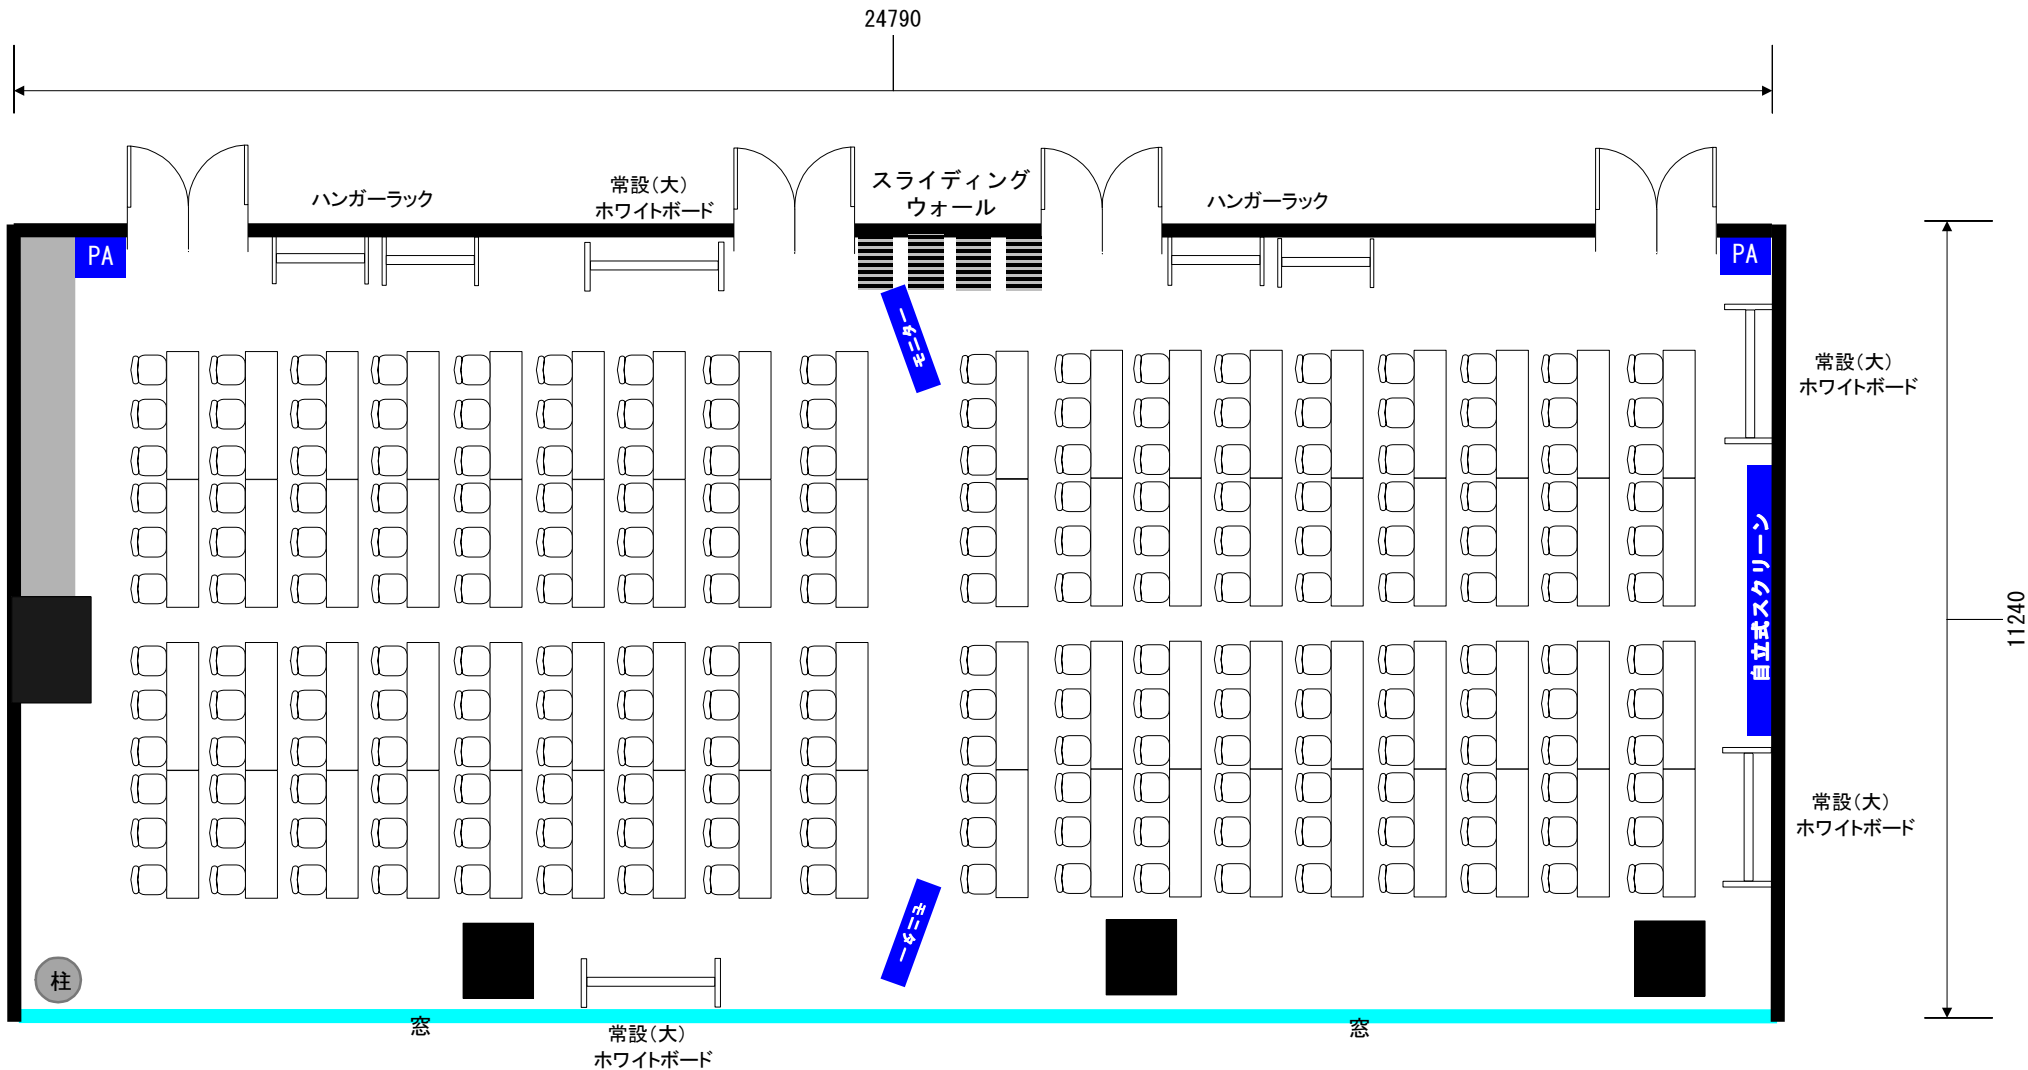 24790
ハンガーラック
常設(大)
ホワイトボード
スライディング
ウォール
ハンガーラック
PA
PA
モニター
常設(大)
ホワイトボード
自立式スクリーン
11240
常設(大)
ホワイトボード
モニター
柱
窓
窓
常設(大)
ホワイトボード